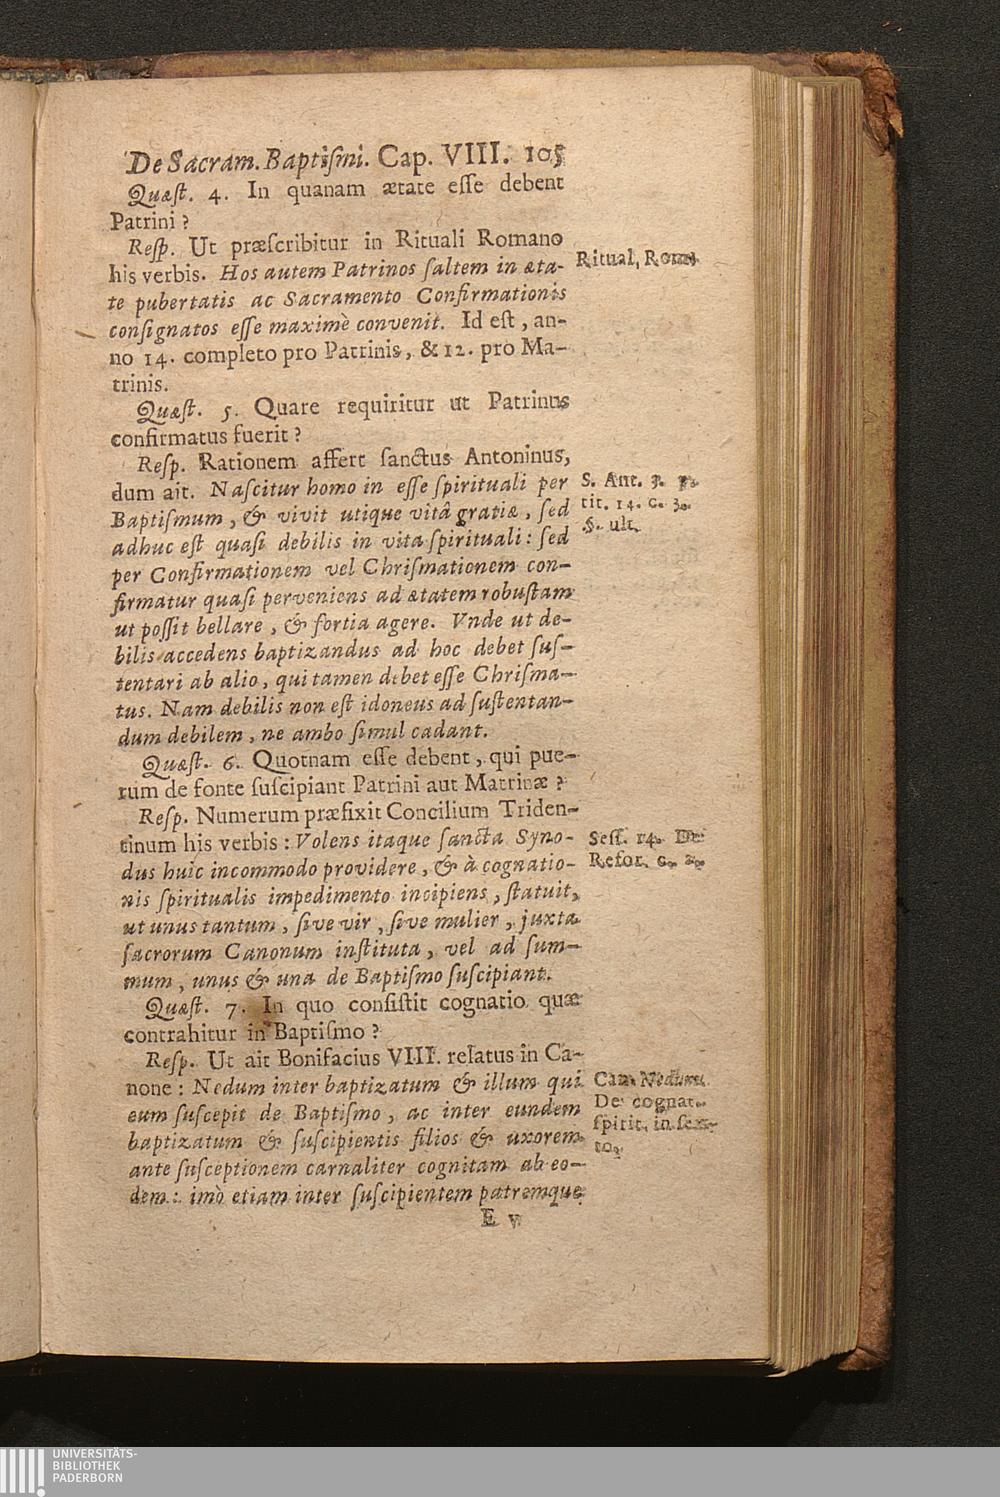 De Sacram. Baptiſmi. Cap. VIII. 105
Quæſt. 4. In quanam ætate eſſe debent
Patrini?
Reſp. Ut præſcribitur in Rituali Romano
his verbis. Hos autem Patrinos ſaltem in æta-
te pubertatis ac Sacramento Confirmationis
conſignatos eſſe maximè convenit. Id eſt, an-
no 14. completo pro Patrinis, & 12. pro Ma-
trinis.
Ritual, Rom.
Quæſt. 5. Quare requiritur ut Patrinus
confirmatus fuerit?
Reſp. Rationem affert ſanctus Antoninus,
dum ait. Naſcitur homo in eſſe ſpirituali per
Baptiſmum, & vivit utique vitâ gratiæ, ſed
adhuc eſt quaſi debilis in vita ſpirituali: ſed
per Confirmationem vel Chriſmationem con-
firmatur quaſi perveniens ad ætatem robuſtam
ut poſſit bellare, & fortia agere. Vnde ut de-
bilis accedens baptizandus ad hoc debet ſuſ-
tentari ab alio, qui tamen debet eſſe Chriſma-
tus. Nam debilis non eſt idoneus ad ſuſtentan-
dum debilem, ne ambo ſimul cadant.
S. Ant. 3. p.
tit. 14. c. 3.
§. ult.
Quæſt. 6. Quotnam eſſe debent, qui pue-
rum de fonte ſuſcipiant Patrini aut Matrinæ?
Reſp. Numerum præfixit Concilium Triden-
tinum his verbis: Volens itaque ſancta Syno-
dus huic incommodo providere, & à cognatio-
nis ſpiritualis impedimento incipiens, ſtatuit,
ut unus tantum, ſive vir, ſive mulier, juxta
ſacrorum Canonum inſtituta, vel ad ſum-
mum, unus & una de Baptiſmo ſuſcipiant.
Seſſ. 14. De
Refor. c. 2.
Quæſt. 7. In quo conſiſtit cognatio quæ
contrahitur in Baptiſmo?
Reſp. Ut ait Bonifacius VIII. relatus in Ca-
none: Nedum inter baptizatum & illum qui
eum ſuſcepit de Baptiſmo, ac inter eundem
baptizatum & ſuſcipientis filios & uxorem
ante ſuſceptionem carnaliter cognitam ab eo-
dem: imò etiam inter ſuſcipientem patremque
Can. Nedum
De cognat.
ſpirit. in ſex-
to.
E v
UNIVERSITÄTS-
BIBLIOTHEK
PADERBORN